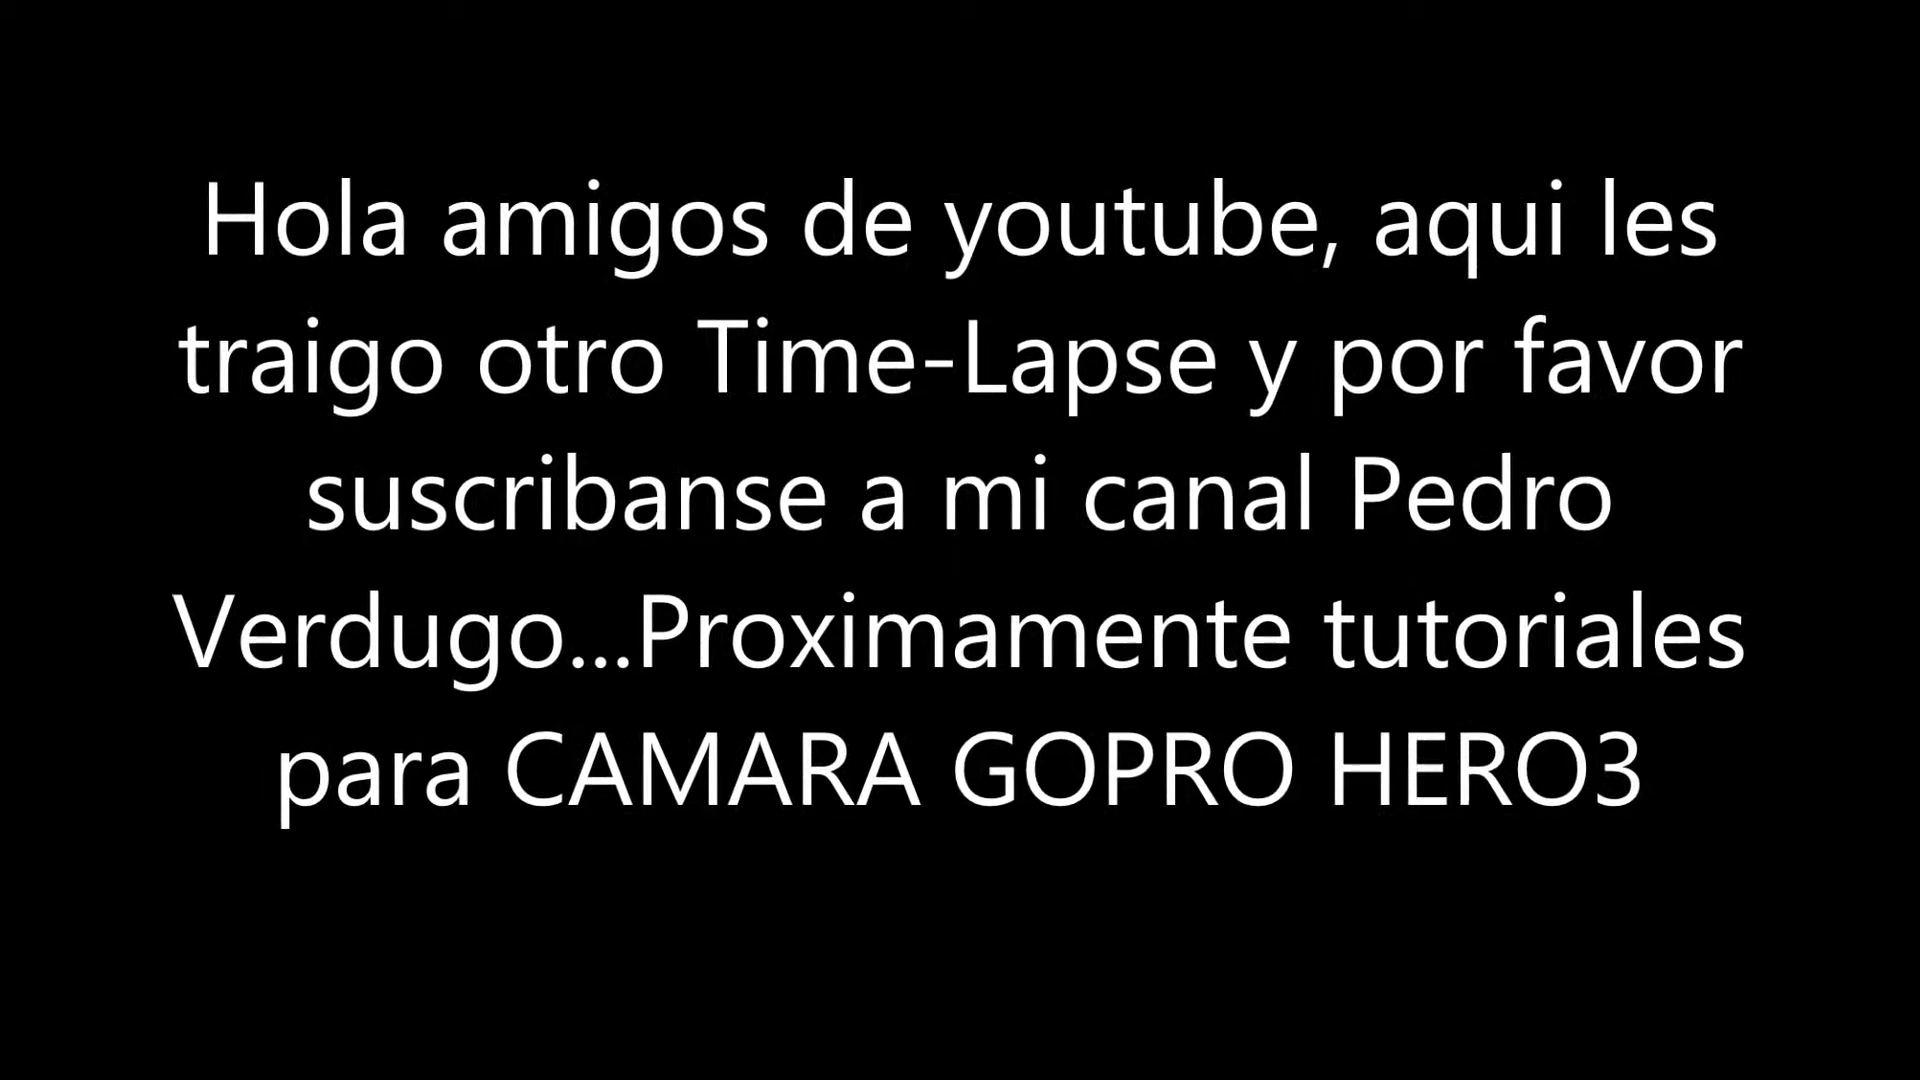 Hola amigos de youtube, aqui les
traigo otro Time-Lapse y por favor
suscribanse a mi canal Pedro
Verdugo...Proximamente tutoriales
para CAMARA GOPRO HERO3